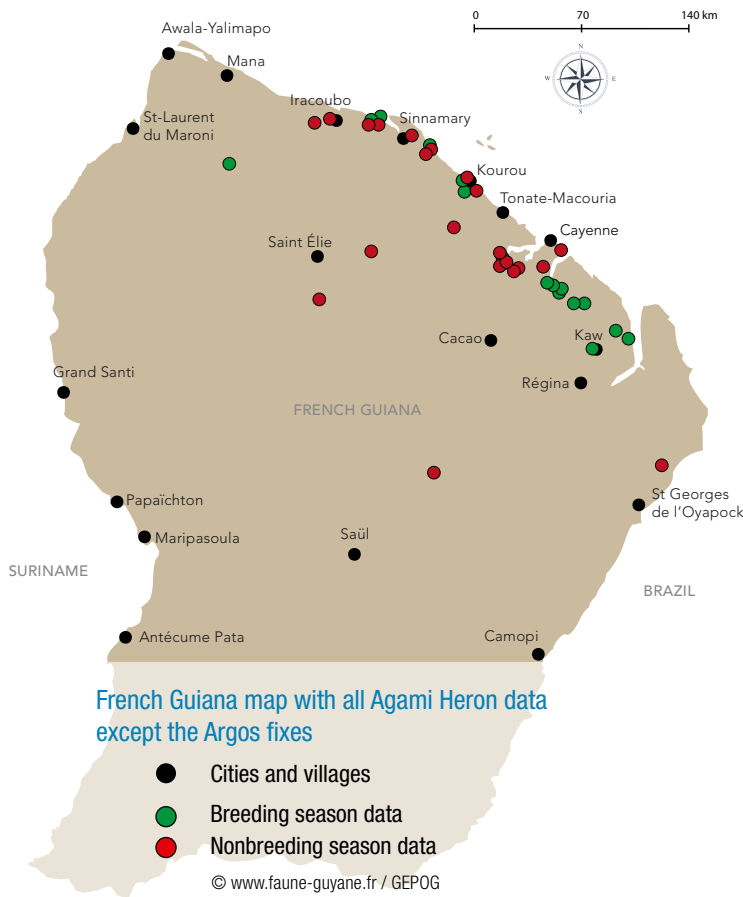 0 70 140 km
N
W E
S
Awala-Yalimapo
Mana
Iracoubo
St-Laurent
du Maroni
Sinnamary
Kourou
Tonate-Macouria
Cayenne
Saint Élie
Cacao
Kaw
Régina
Grand Santi
FRENCH GUIANA
Papaïchton
St Georges
de l'Oyapock
Maripasoula
Saül
SURINAME
BRAZIL
Antécume Pata
Camopi
French Guiana map with all Agami Heron data
except the Argos fixes
Cities and villages
Breeding season data
Nonbreeding season data
© www.faune-guyane.fr / GEPOG